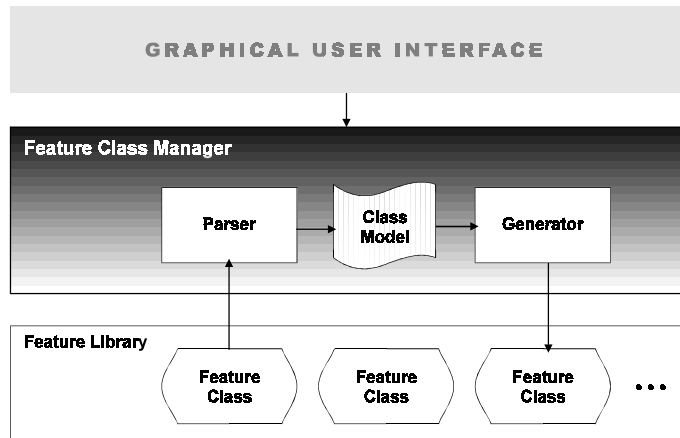 GRAPHICAL USER INTERFACE
Feature Class Manager
Parser
Class
Model
Generator
Feature Library
Feature
Class
Feature
Class
Feature
Class
...